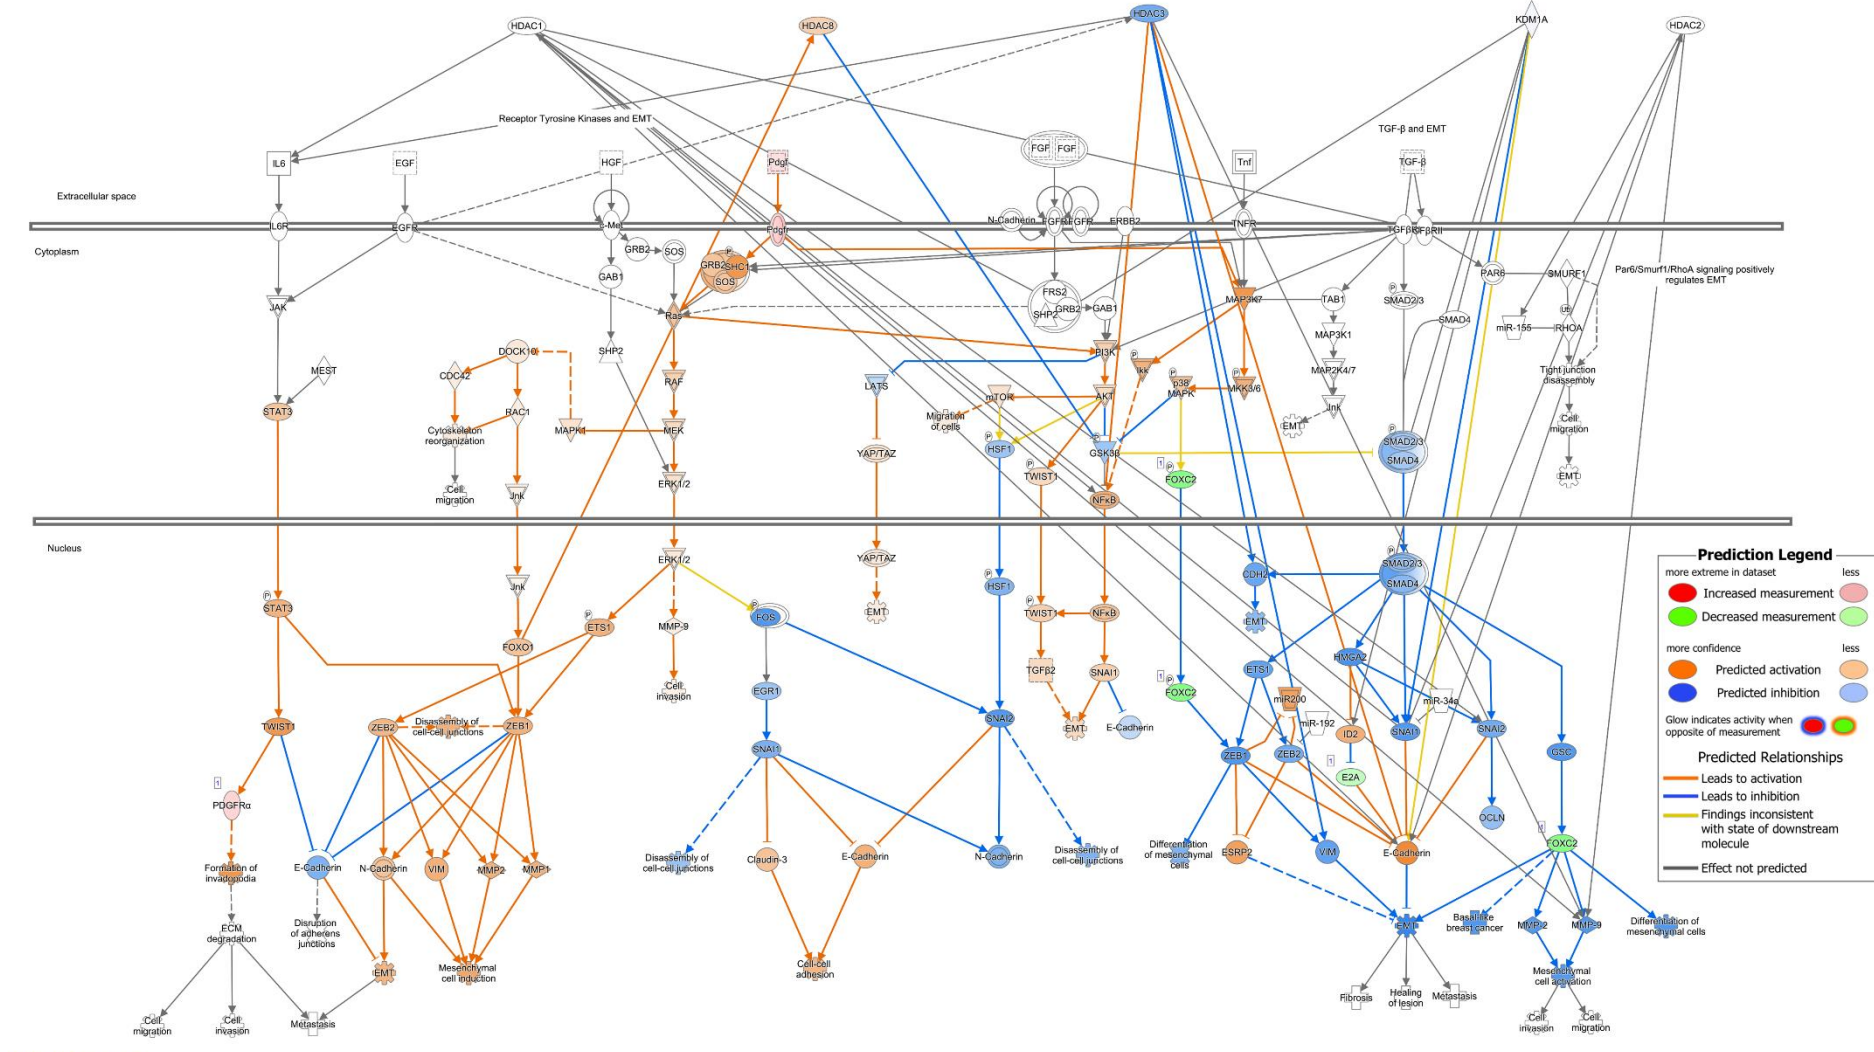 HDAC1
HDAC8
HDAC3
KDM1A
HDAC2
Receptor Tyrosine Kinases and EMT
TGF-β and EMT
IL6
EGF
HGF
Pdgf
FGF
FGF
Tnf
TGF-β
Extracellular space
IL6R
EGFR
c-Met
Pdgfr
N-Cadherin
FGFR
FGFR
ERBB2
TNFR
TGFβR
TGFβRII
Cytoplasm
GRB2
SOS
P
GRB2
SHC1
SOS
GAB1
PAR6
SMURF1
Par6/Smurf1/RhoA signaling positively
regulates EMT
JAK
Ras
FRS2
SHP2
GRB2
GAB1
MAP3K7
TAB1
P
SMAD2/3
SMAD4
miR-155
Ub
RHOA
MAP3K1
DOCK10
SHP2
PI3K
P
Ikk
MEST
CDC42
RAF
LATS
P
p38
MAPK
P
MKK3/6
MAP2K4/7
Tight junction
disassembly
STAT3
RAC1
mTOR
AKT
Jnk
Migration
of cells
EMT
Cell
migration
Cytoskeleton
reorganization
MAPK1
MEK
YAP/TAZ
P
HSF1
P
GSK3β
P
SMAD2/3
SMAD4
Cell
migration
Jnk
ERK1/2
P
TWIST1
1
P
FOXC2
EMT
NFκB
Nucleus
Jnk
ERK1/2
YAP/TAZ
P
HSF1
CDH2
P
SMAD2/3
SMAD4
P
STAT3
P
ETS1
MMP-9
P
FOS
EMT
P
TWIST1
NFκB
EMT
FOXO1
Cell
invasion
EGR1
TGFβ2
SNAI1
1
P
FOXC2
ETS1
HMGA2
miR200
miR-34a
TWIST1
ZEB2
Disassembly of
cell-cell junctions
ZEB1
SNAI2
EMT
E-Cadherin
miR-192
ID2
SNAI1
SNAI2
SNAI1
ZEB1
ZEB2
1
E2A
GSC
1
PDGFRα
OCLN
Formation of
invadopodia
E-Cadherin
N-Cadherin
VIM
MMP2
MMP1
Disassembly of
cell-cell junctions
Claudin-3
E-Cadherin
N-Cadherin
Disassembly of
cell-cell junctions
Differentiation
of mesenchymal
cells
ESRP2
VIM
E-Cadherin
1
FOXC2
ECM
degradation
Disruption
of adherens
junctions
EMT
Basal-like
breast cancer
MMP-2
MMP-9
Differentiation of
mesenchymal cells
EMT
Mesenchymal
cell induction
Cell-cell
adhesion
Mesenchymal
cell activation
Cell
migration
Cell
invasion
Metastasis
Fibrosis
Healing
of lesion
Metastasis
Cell
invasion
Cell
migration
Prediction Legend
more extreme in dataset
less
Increased measurement
Decreased measurement
more confidence
less
Predicted activation
Predicted inhibition
Glow indicates activity when
opposite of measurement
Predicted Relationships
Leads to activation
Leads to inhibition
Findings inconsistent
with state of downstream
molecule
Effect not predicted